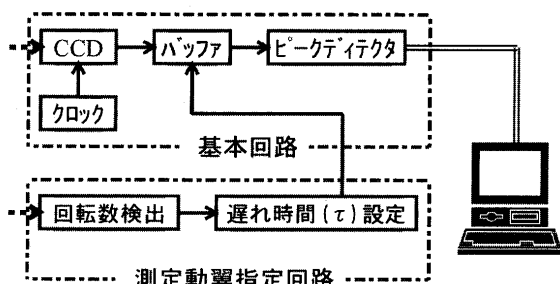 CCD
バッファ
ピークディテクタ
クロック
基本回路
回転数検出
遅れ時間(τ)設定
測定動翼指定回路